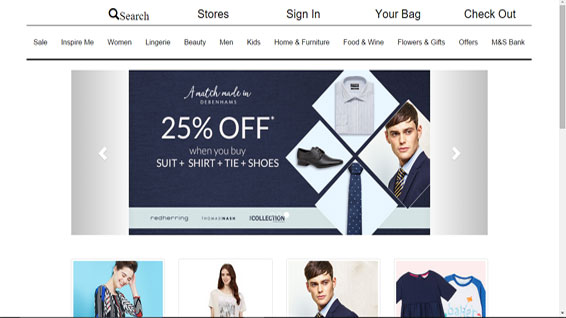 Search Stores Sign In Your Bag Check Out
Sale Inspire Me Women Lingerie Beauty Men Kids Home & Furniture Food & Wine Flowers & Gifts Offers M&S Bank
A match made in
DEBENHAMS
25% OFF*
when you buy
SUIT + SHIRT + TIE + SHOES
redherring THOMASNASH THE COLLECTION